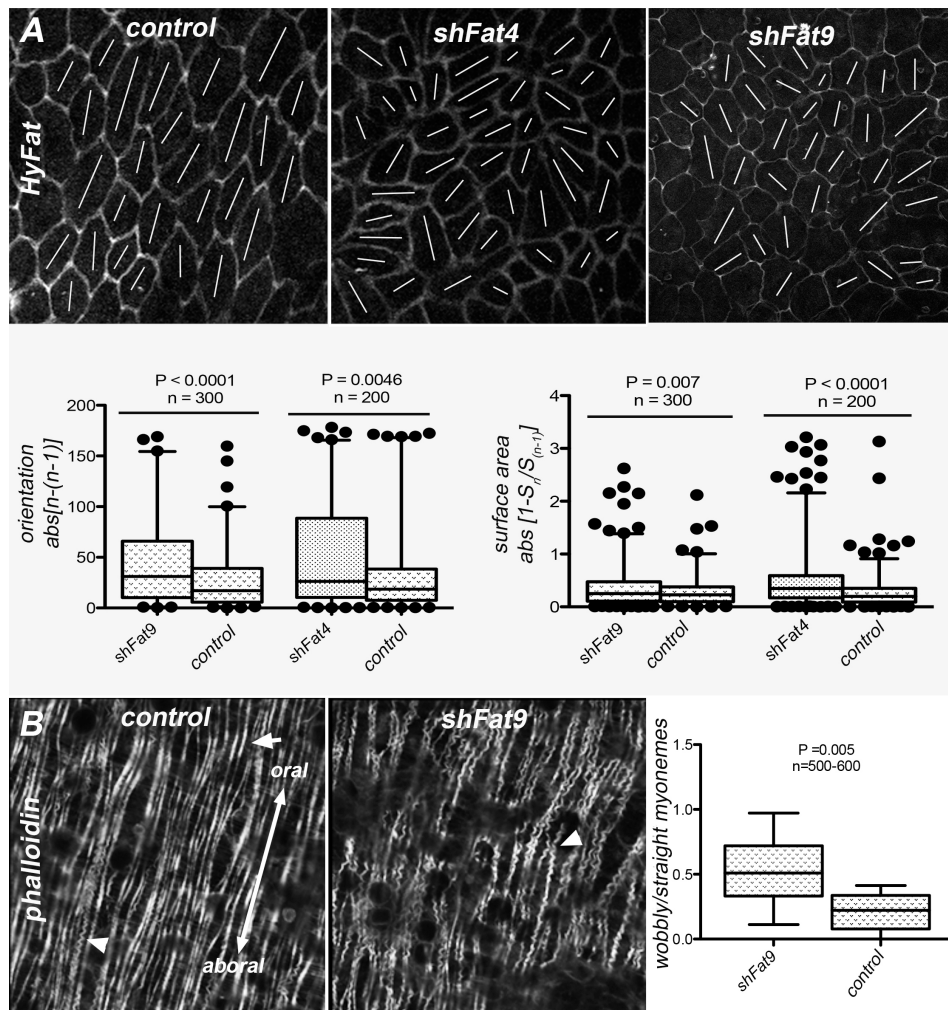 A
control
shFat4
shFat9
HyFat
P < 0.0001
n = 300
P = 0.0046
n = 200
200
150
100
50
0
orientation
abs[n-(n-1)]
shFat9
control
shFat4
control
P = 0.007
n = 300
P < 0.0001
n = 200
4
3
2
1
0
surface area
abs [1-Sn/S(n-1)]
shFat9
control
shFat4
control
B
control
shFat9
phalloidin
oral
aboral
P =0.005
n=500-600
1.5
1.0
0.5
0.0
wobbly/straight myonemes
shFat9
control